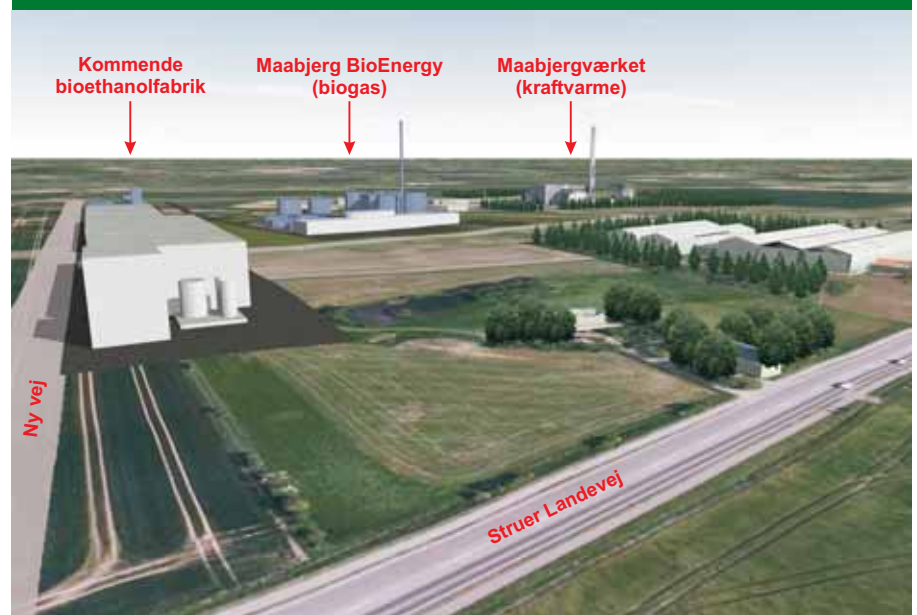 Kommende
bioethanolfabrik
Maabjerg BioEnergy
(biogas)
Maabjergværket
(kraftvarme)
Ny vej
Struer Landevej